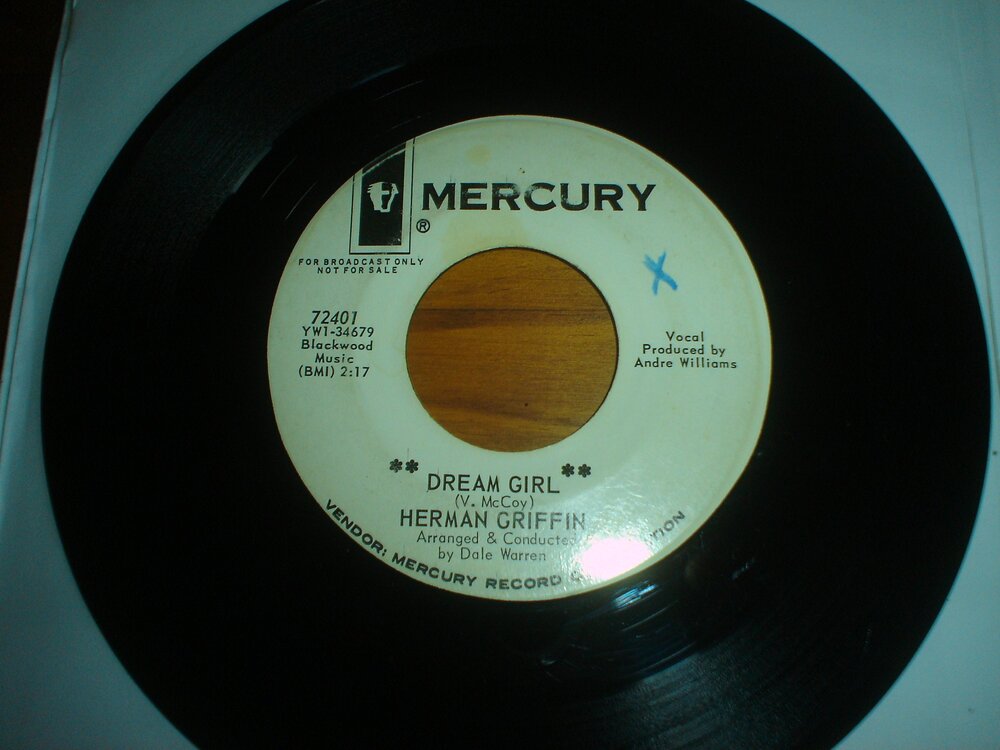 MERCURY
®
FOR BROADCAST ONLY
NOT FOR SALE
72401
YW1-34679
Blackwood
Music
(BMI) 2:17
X
Vocal
Produced by
Andre Williams
** DREAM GIRL **
(V. McCoy)
HERMAN GRIFFIN
Arranged & Conducted
by Dale Warren
VENDOR: MERCURY RECORD